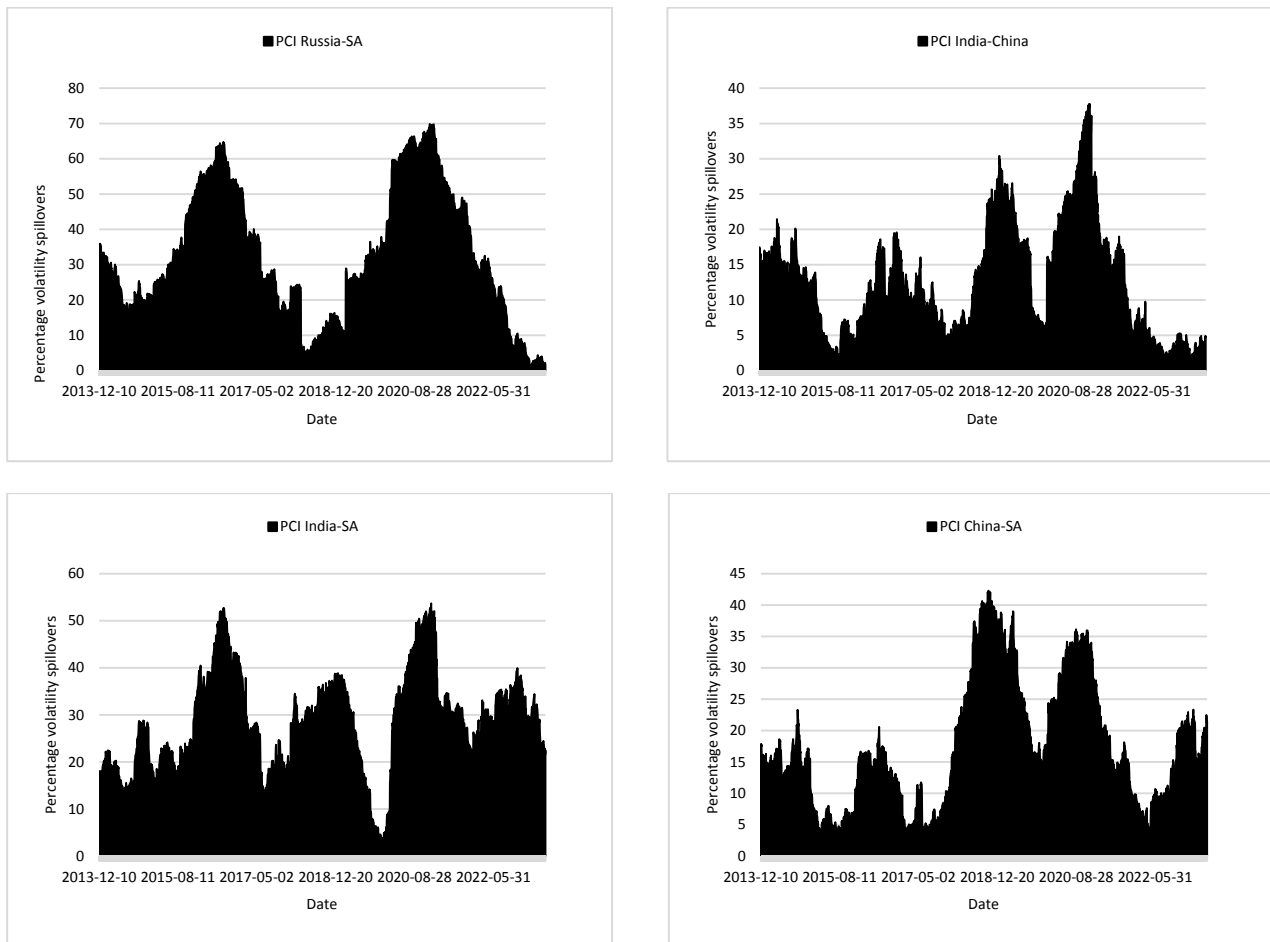 PCI Russia-SA
Percentage volatility spillovers
80
70
60
50
40
30
20
10
0
2013-12-10 2015-08-11 2017-05-02 2018-12-20 2020-08-28 2022-05-31
Date
PCI India-China
Percentage volatility spillovers
40
35
30
25
20
15
10
5
0
2013-12-10 2015-08-11 2017-05-02 2018-12-20 2020-08-28 2022-05-31
Date
PCI India-SA
Percentage volatility spillovers
60
50
40
30
20
10
0
2013-12-10 2015-08-11 2017-05-02 2018-12-20 2020-08-28 2022-05-31
Date
PCI China-SA
Percentage volatility spillovers
45
40
35
30
25
20
15
10
5
0
2013-12-10 2015-08-11 2017-05-02 2018-12-20 2020-08-28 2022-05-31
Date